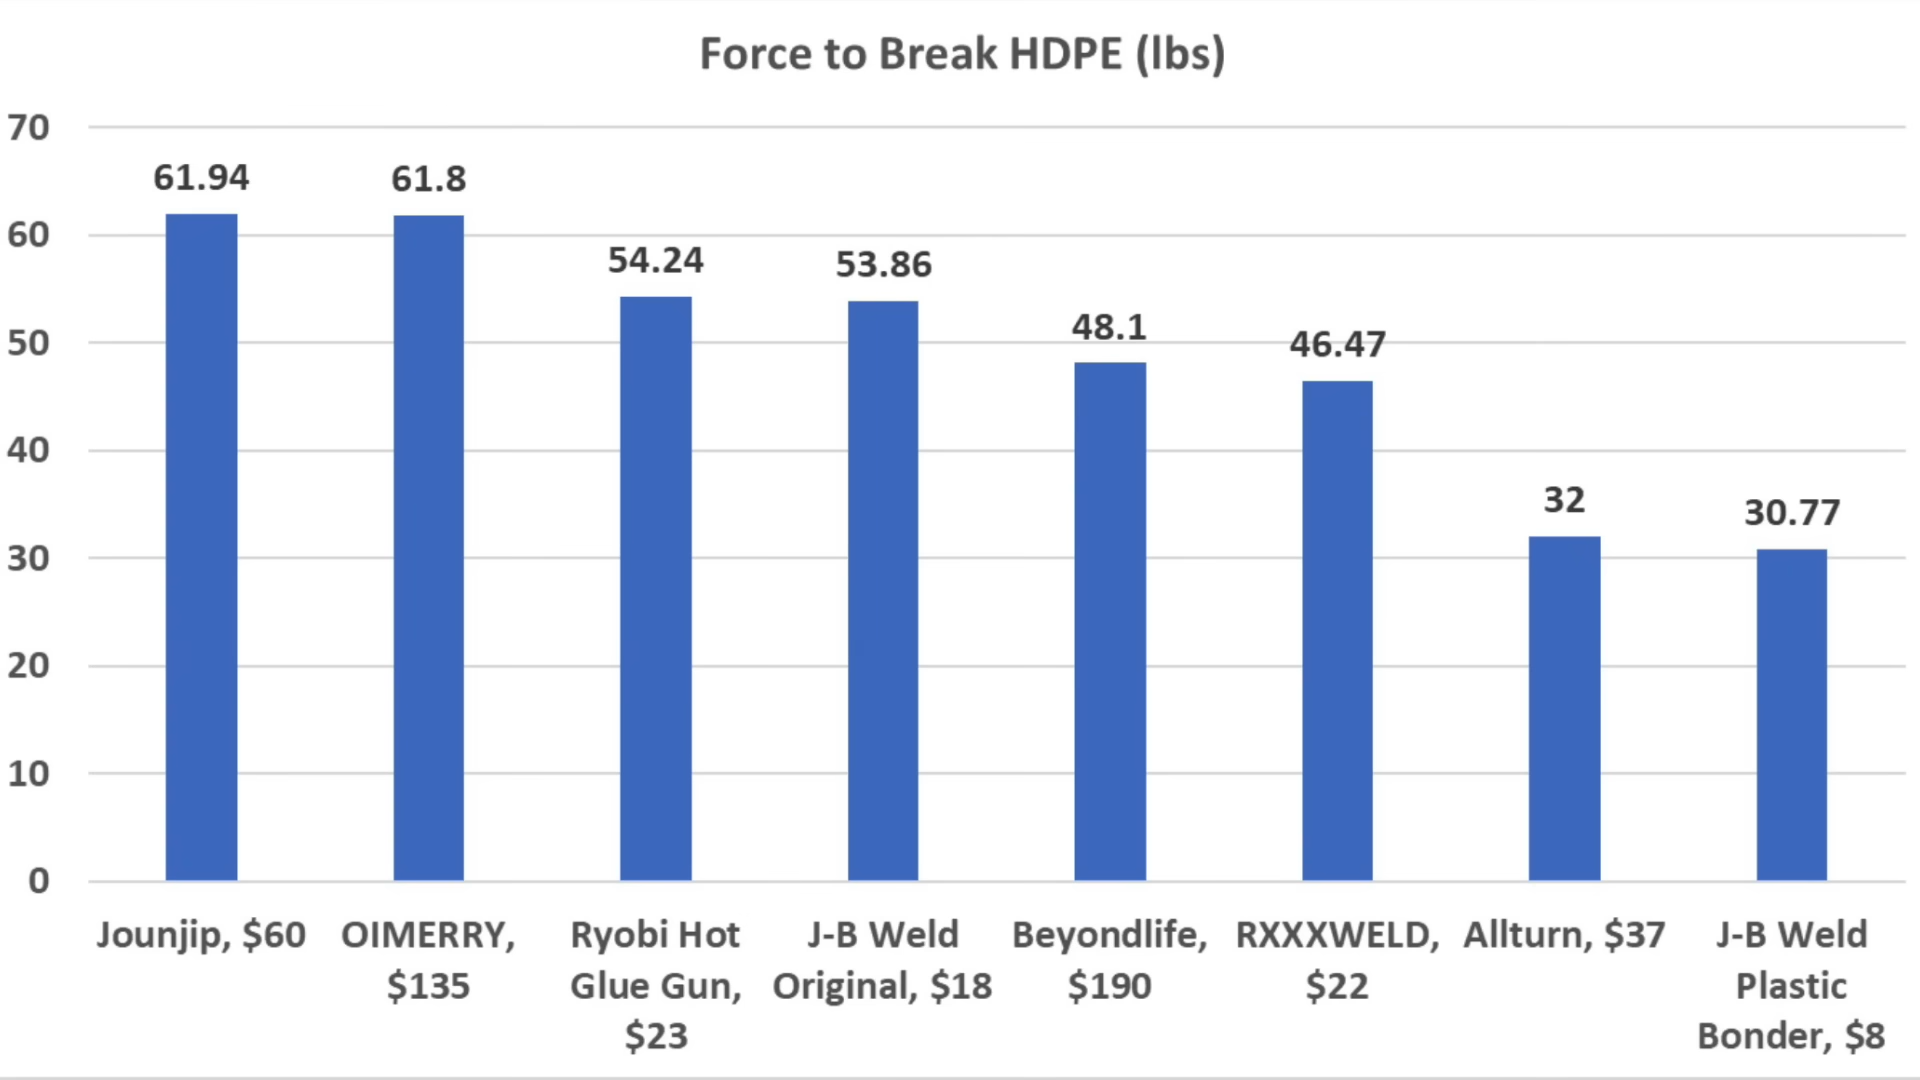 Force to Break HDPE (lbs)
70
60
50
40
30
20
10
0
61.94
61.8
54.24
53.86
48.1
46.47
32
30.77
Jounjip, $60
OIMERRY,
$135
Ryobi Hot
Glue Gun,
$23
J-B Weld
Original, $18
Beyondlife,
$190
RXXXWELD,
$22
Allturn, $37
J-B Weld
Plastic
Bonder, $8